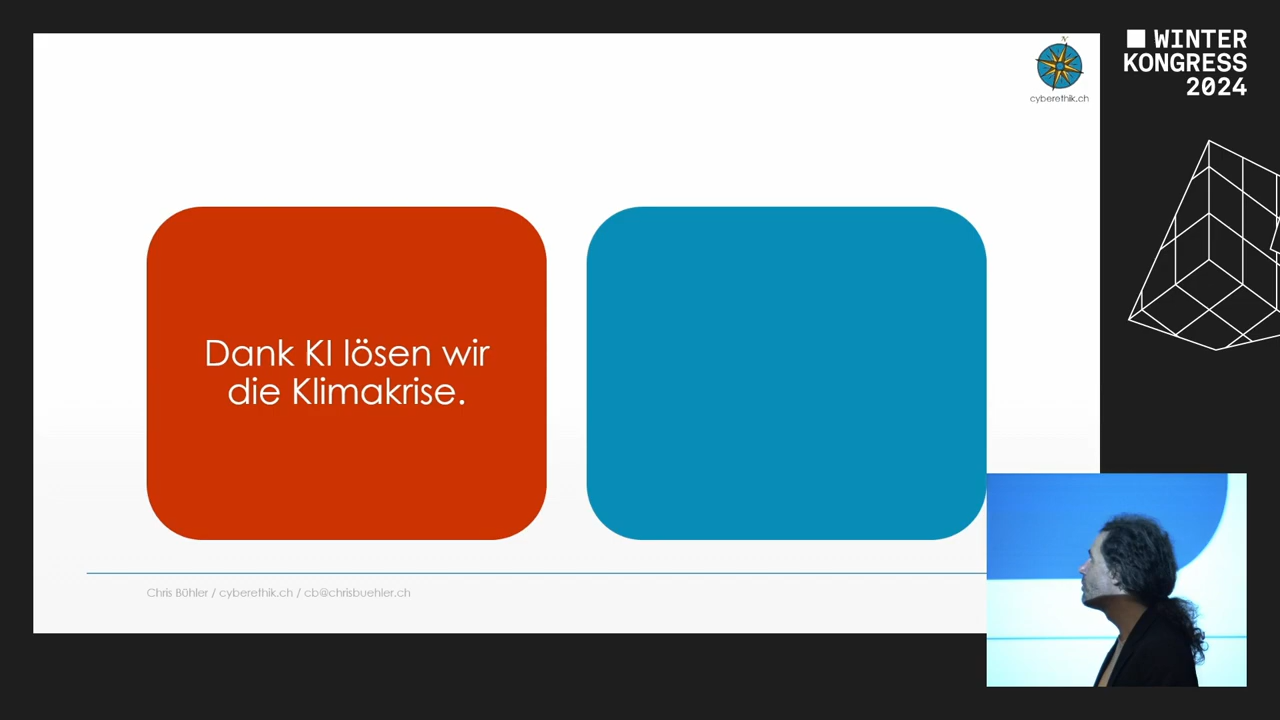 WINTER
KONGRESS
2024
cyberethik.ch
Dank KI lösen wir
die Klimakrise.
Chris Bühler / cyberethik.ch / cb@chrisbuehler.ch